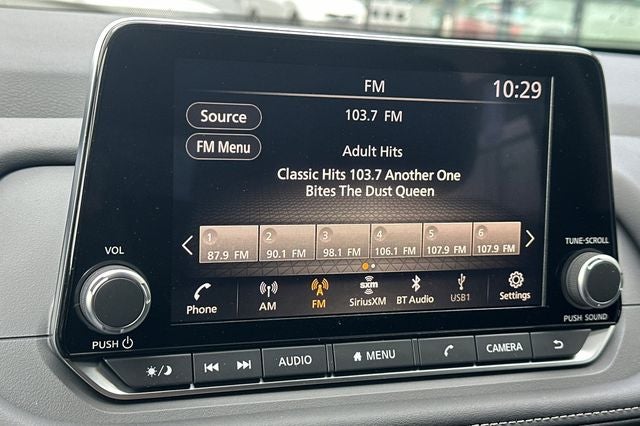 FM
10:29
Source
103.7 FM
FM Menu
Adult Hits
Classic Hits 103.7 Another One
Bites The Dust Queen
1 2 3 4 5 6
87.9 FM 90.1 FM 98.1 FM 106.1 FM 107.9 FM 107.9 FM
Phone AM FM SiriusXM BT Audio USB1 Settings
sxm
VOL
PUSH
TUNE-SCROLL
PUSH SOUND
AUDIO MENU CAMERA